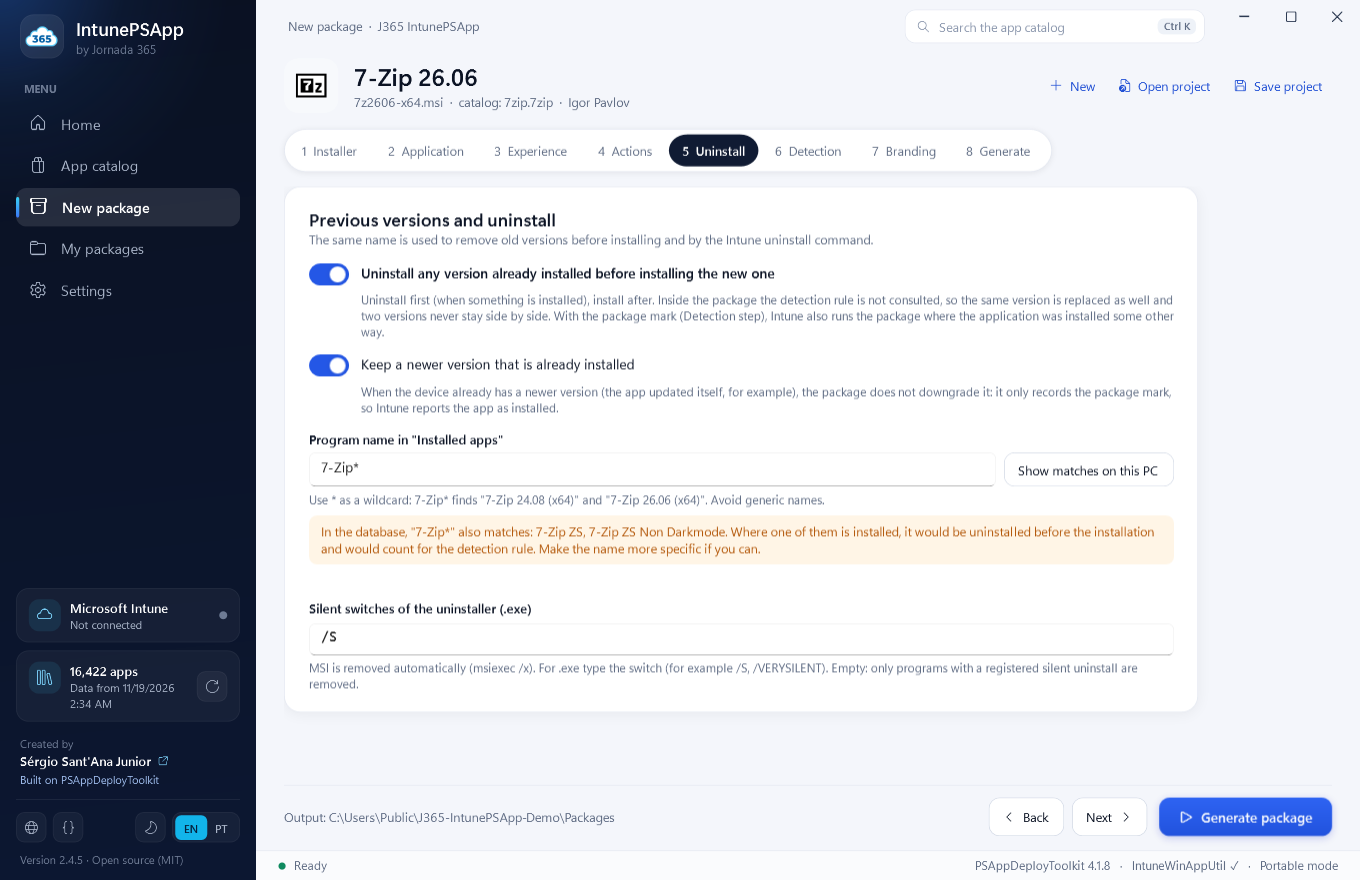 365
IntunePSApp
by Jornada 365
MENU
Home
App catalog
New package
My packages
Settings
Microsoft Intune
Not connected
16,422 apps
Data from 11/19/2026
2:34 AM
Created by
Sérgio Sant'Ana Junior
Built on PSAppDeployToolkit
{} EN PT
Version 2.4.5 · Open source (MIT)
New package · J365 IntunePSApp
Search the app catalog Ctrl K
7z
7-Zip 26.06
7z2606-x64.msi · catalog: 7zip.7zip · Igor Pavlov
New Open project Save project
1 Installer 2 Application 3 Experience 4 Actions 5 Uninstall 6 Detection 7 Branding 8 Generate
Previous versions and uninstall
The same name is used to remove old versions before installing and by the Intune uninstall command.
Uninstall any version already installed before installing the new one
Uninstall first (when something is installed), install after. Inside the package the detection rule is not consulted, so the same version is replaced as well and
two versions never stay side by side. With the package mark (Detection step), Intune also runs the package where the application was installed some other
way.
Keep a newer version that is already installed
When the device already has a newer version (the app updated itself, for example), the package does not downgrade it: it only records the package mark,
so Intune reports the app as installed.
Program name in "Installed apps"
7-Zip*
Show matches on this PC
Use * as a wildcard: 7-Zip* finds "7-Zip 24.08 (x64)" and "7-Zip 26.06 (x64)". Avoid generic names.
In the database, "7-Zip*" also matches: 7-Zip ZS, 7-Zip ZS Non Darkmode. Where one of them is installed, it would be uninstalled before the installation
and would count for the detection rule. Make the name more specific if you can.
Silent switches of the uninstaller (.exe)
/S
MSI is removed automatically (msiexec /x). For .exe type the switch (for example /S, /VERYSILENT). Empty: only programs with a registered silent uninstall are
removed.
Output: C:\Users\Public\J365-IntunePSApp-Demo\Packages
Back Next Generate package
Ready
PSAppDeployToolkit 4.1.8 · IntuneWinAppUtil ✓ · Portable mode